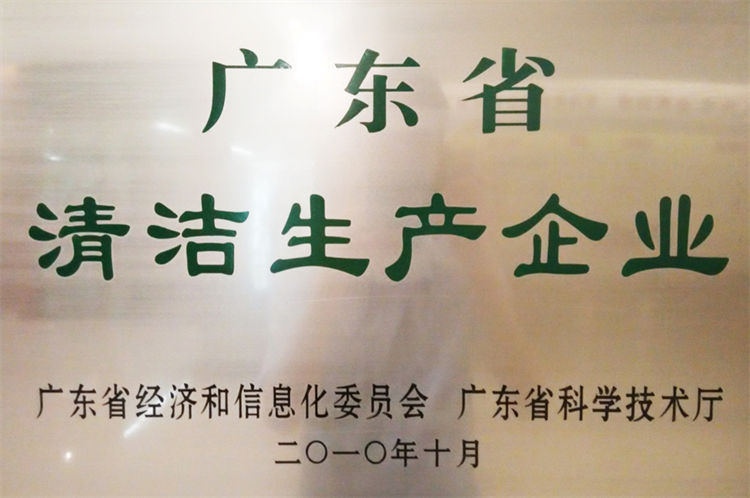 广东省
清洁生产企业
广东省经济和信息化委员会 广东省科学技术厅
二〇一〇年十月